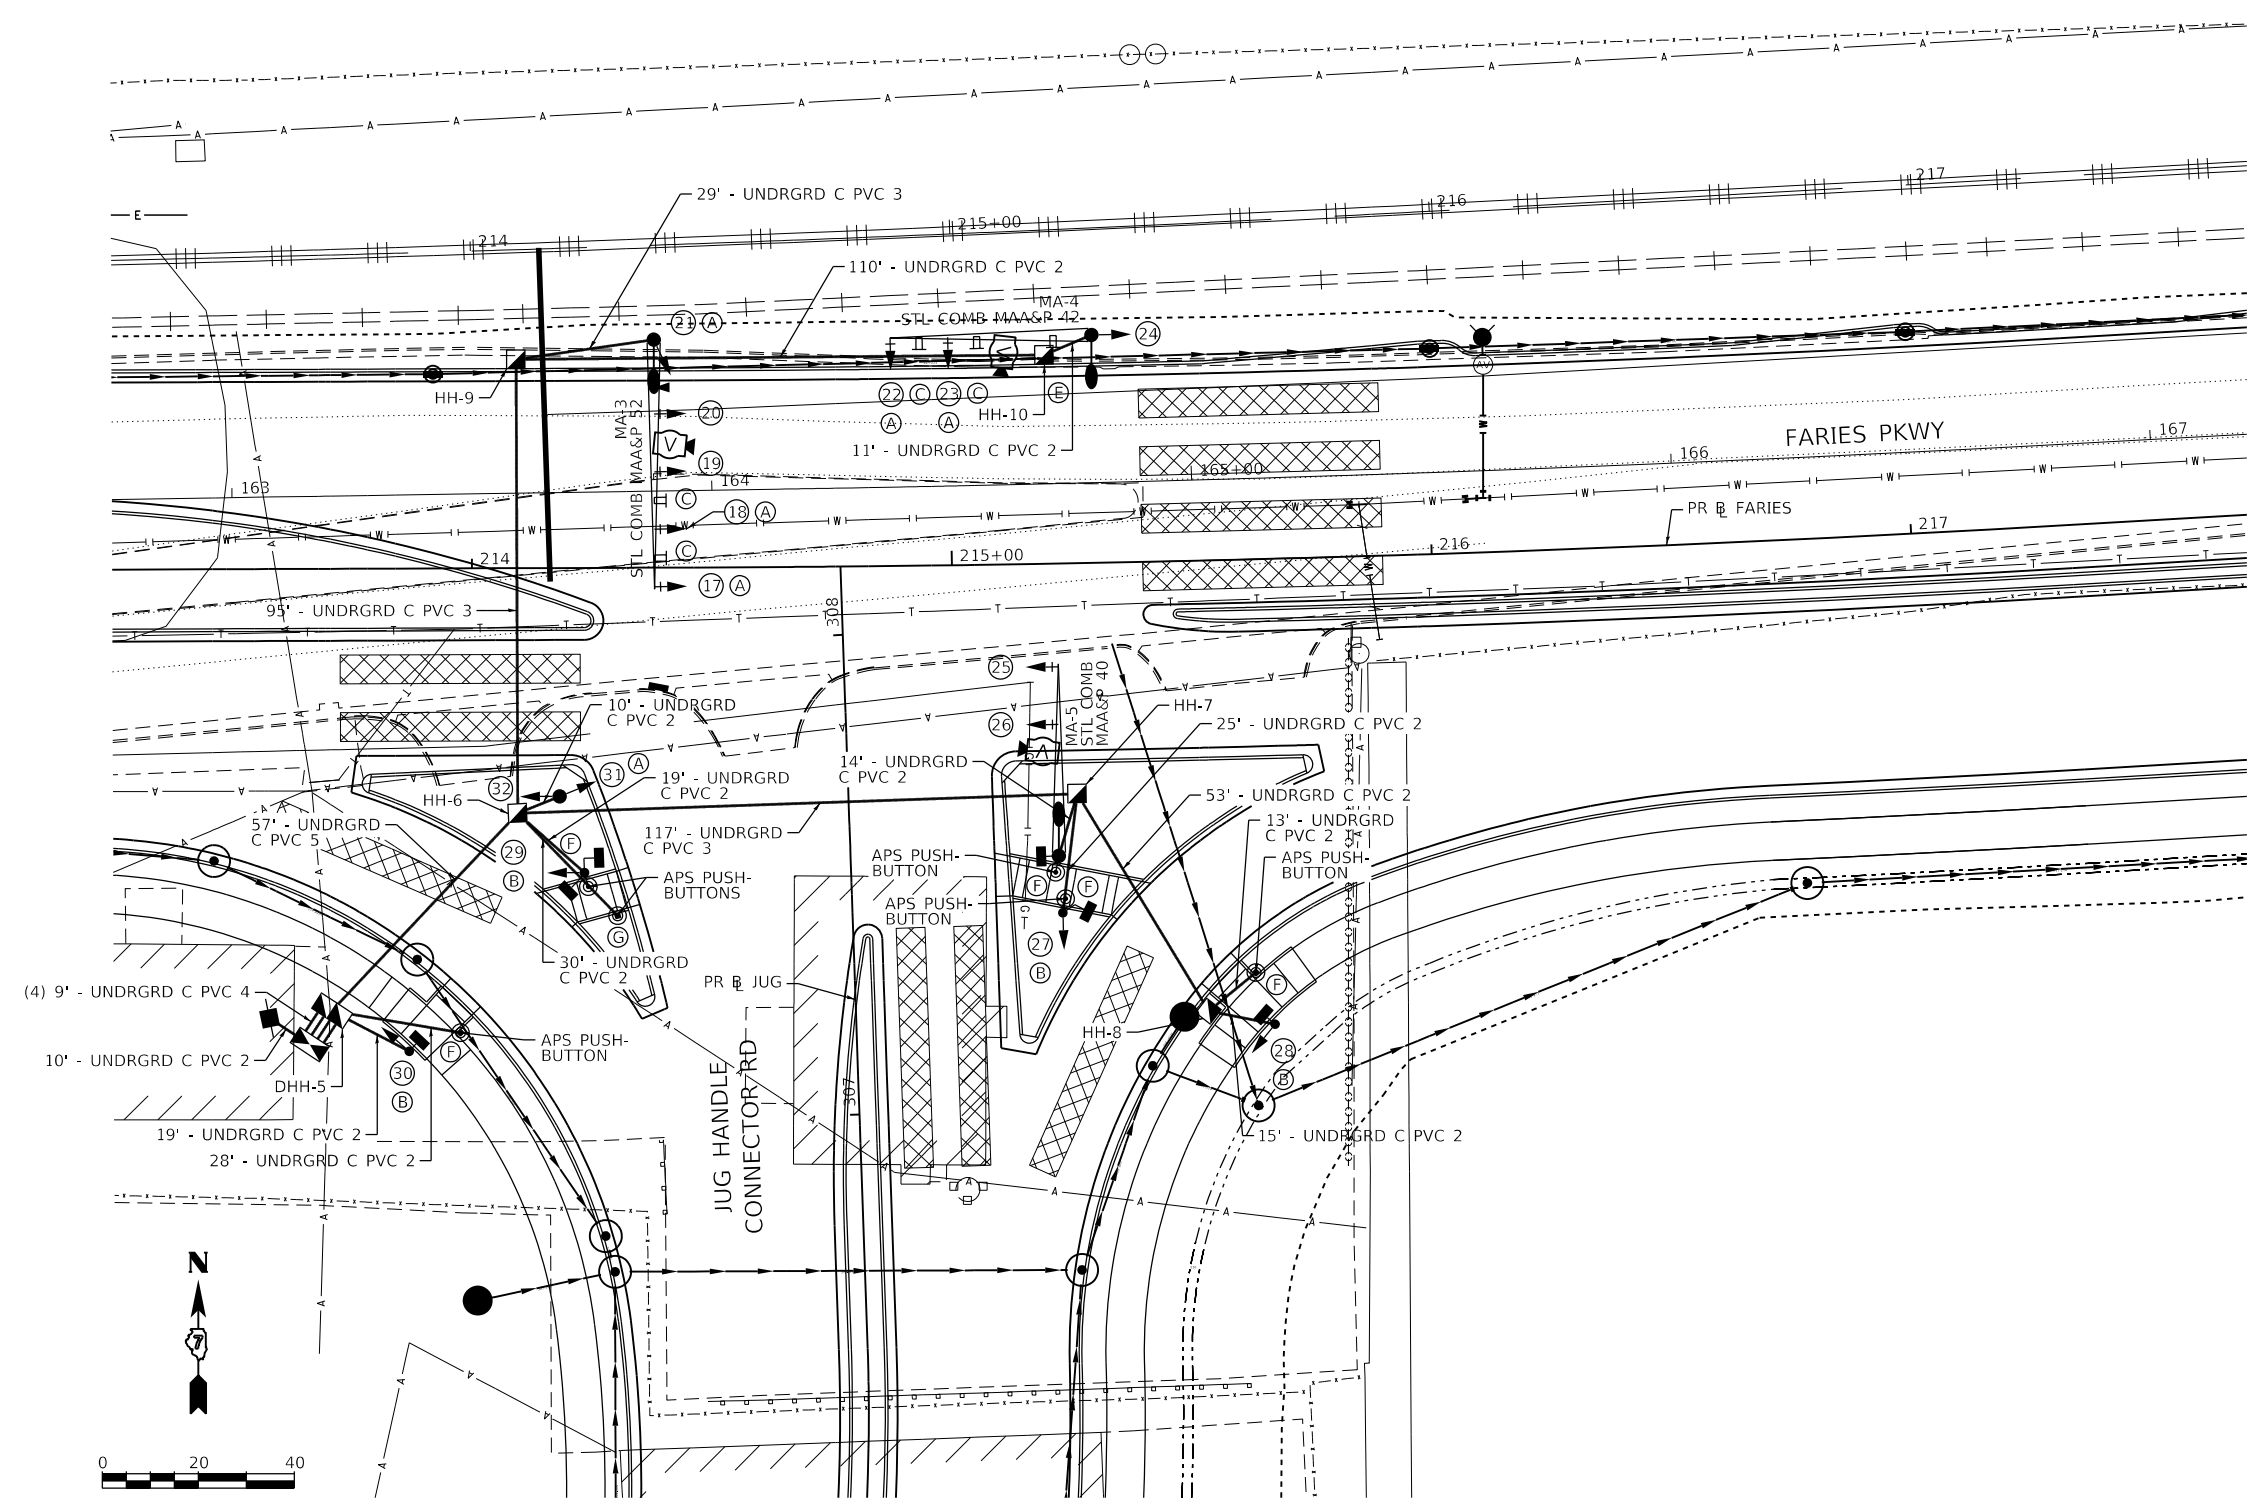 29' - UNDRGRD C PVC 3
217
216
215+00
214
E
110' - UNDRGRD C PVC 2
MA-4
STL COMB MAA&P 42
21 A
24
AV
HH-9
22 C 23 C
E
A A
HH-10
11' - UNDRGRD C PVC 2
MA-3
STL COMB MAA&P 52
20
V
V
19
C
18 A
C
17 A
FARIES PKWY
163
164
165+00
166
167
PR BL FARIES
214
215+00
216
217
95' - UNDRGRD C PVC 3
308
25
26
MA-5
STL COMB
MAA&P 40
V
HH-7
10' - UNDRGRD
C PVC 2
25' - UNDRGRD C PVC 2
14' - UNDRGRD
C PVC 2
31 A
32
19' - UNDRGRD
C PVC 2
HH-6
53' - UNDRGRD C PVC 2
13' - UNDRGRD
C PVC 2
57' - UNDRGRD
C PVC 5
117' - UNDRGRD
C PVC 3
F
29
B
APS PUSH-
BUTTON
APS PUSH-
BUTTON
APS PUSH-
BUTTONS
F
F
APS PUSH-
BUTTON
G
27
B
30' - UNDRGRD
C PVC 2
PR BL JUG
F
(4) 9' - UNDRGRD C PVC 4
HH-8
APS PUSH-
BUTTON
F
10' - UNDRGRD C PVC 2
DHH-5
30
B
28
B
307
JUG HANDLE
CONNECTOR RD
19' - UNDRGRD C PVC 2
15' - UNDRGRD C PVC 2
28' - UNDRGRD C PVC 2
N
7
0 20 40